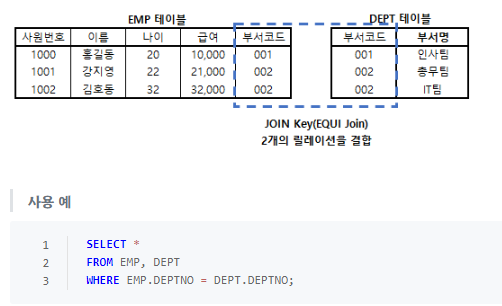 EMP 테이블 DEPT 테이블
사원번호 이름 나이 급여 부서코드 부서코드 부서명
1000 홍길동 20 10,000 001 001 인사팀
1001 강지영 22 21,000 002 002 총무팀
1002 김호동 32 32,000 002 002 IT팀
JOIN Key(EQUI Join)
2개의 릴레이션을 결합
사용 예
1 SELECT *
2 FROM EMP, DEPT
3 WHERE EMP.DEPTNO = DEPT.DEPTNO;